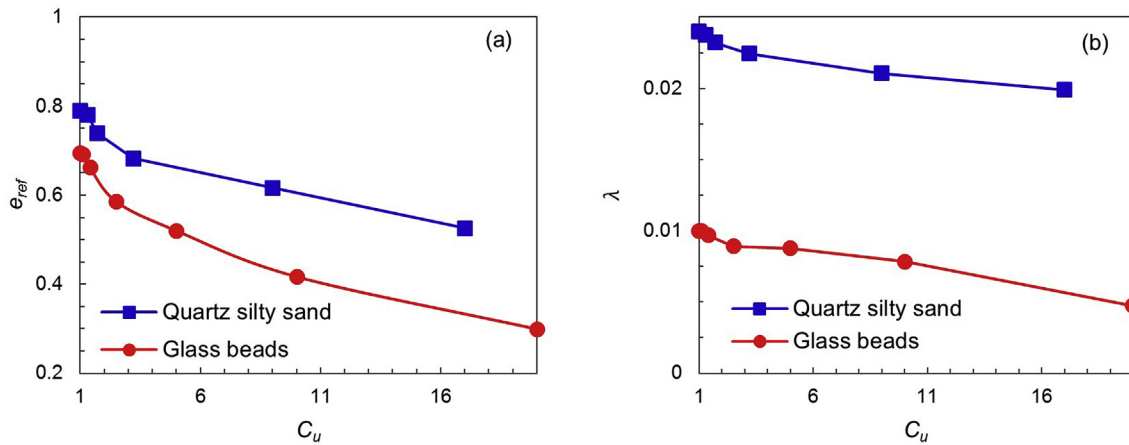 1
(a)
0.8
0.6
e_ref
0.4
Quartz silty sand
Glass beads
0.2
1 6 11 16
C_u
(b)
0.02
λ
0.01
Quartz silty sand
Glass beads
0
1 6 11 16
C_u